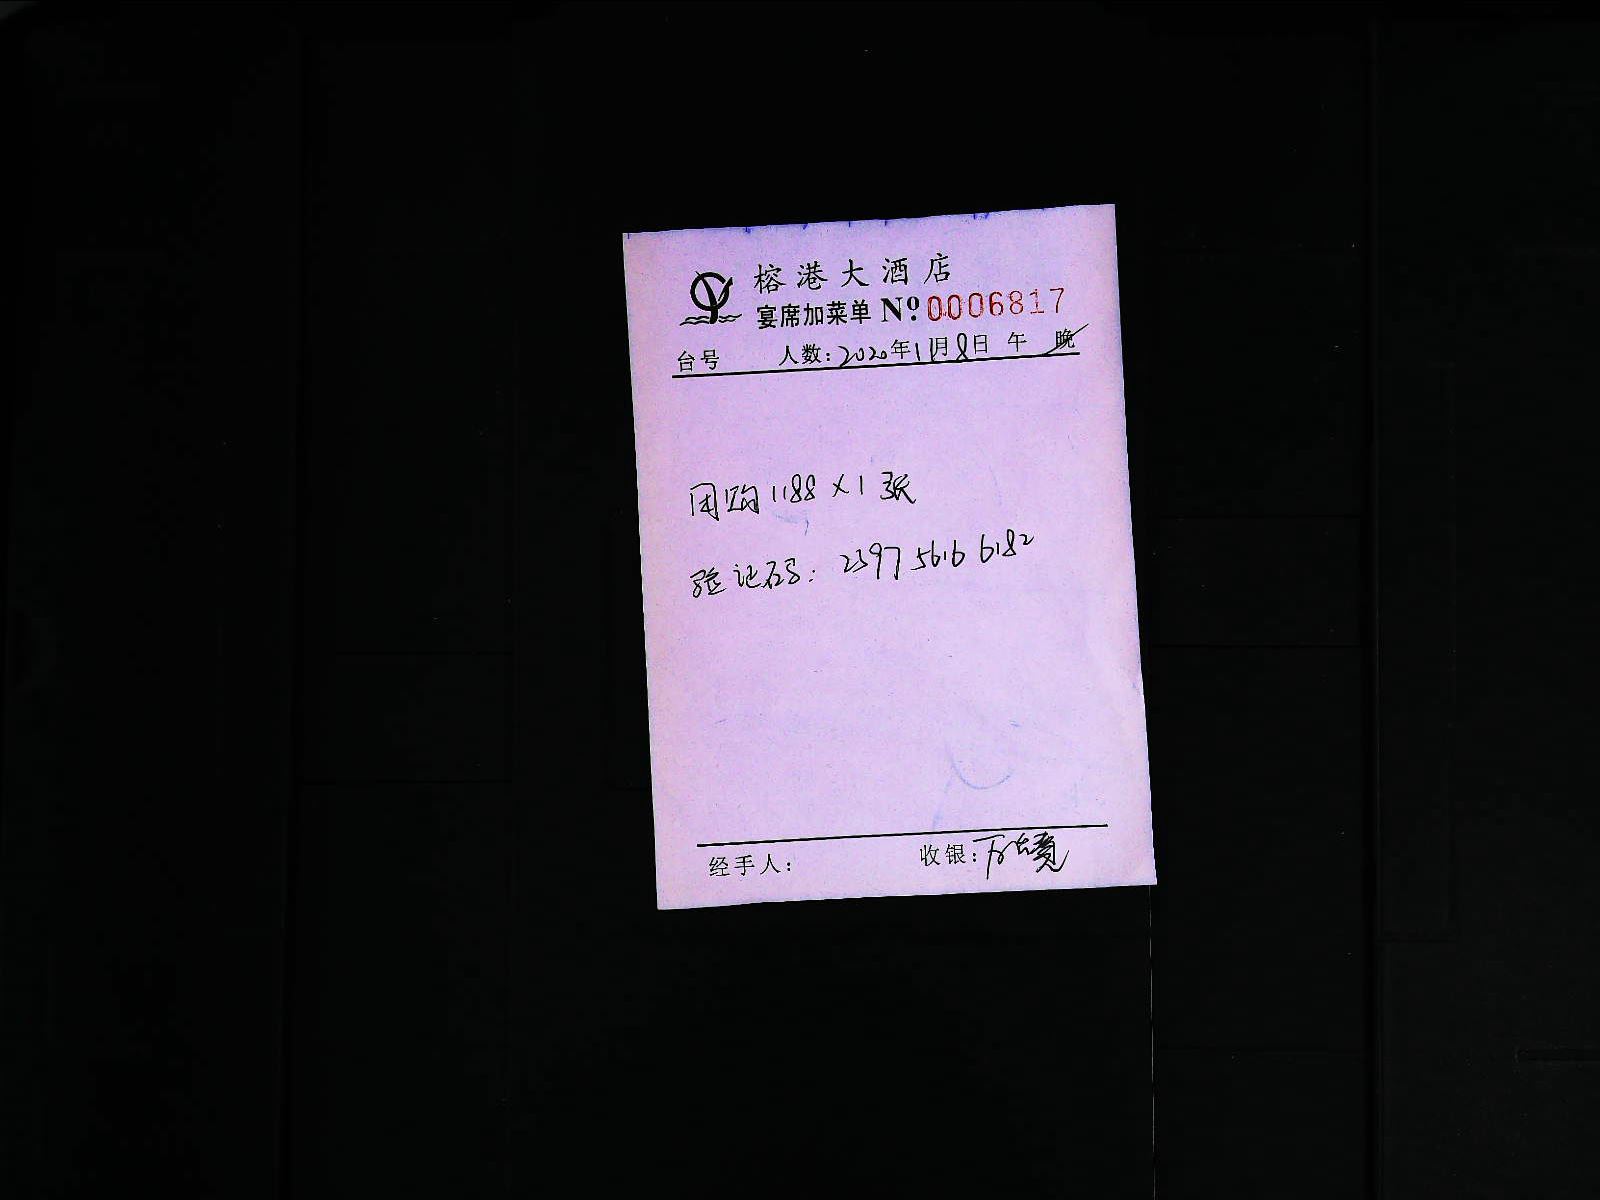 榕港大酒店
宴席加菜单 Nº 0006817
台号 人数: 2020年11月8日 午 晚
团购1188×1张
验证码: 2397 5616 6182
经手人: 收银: